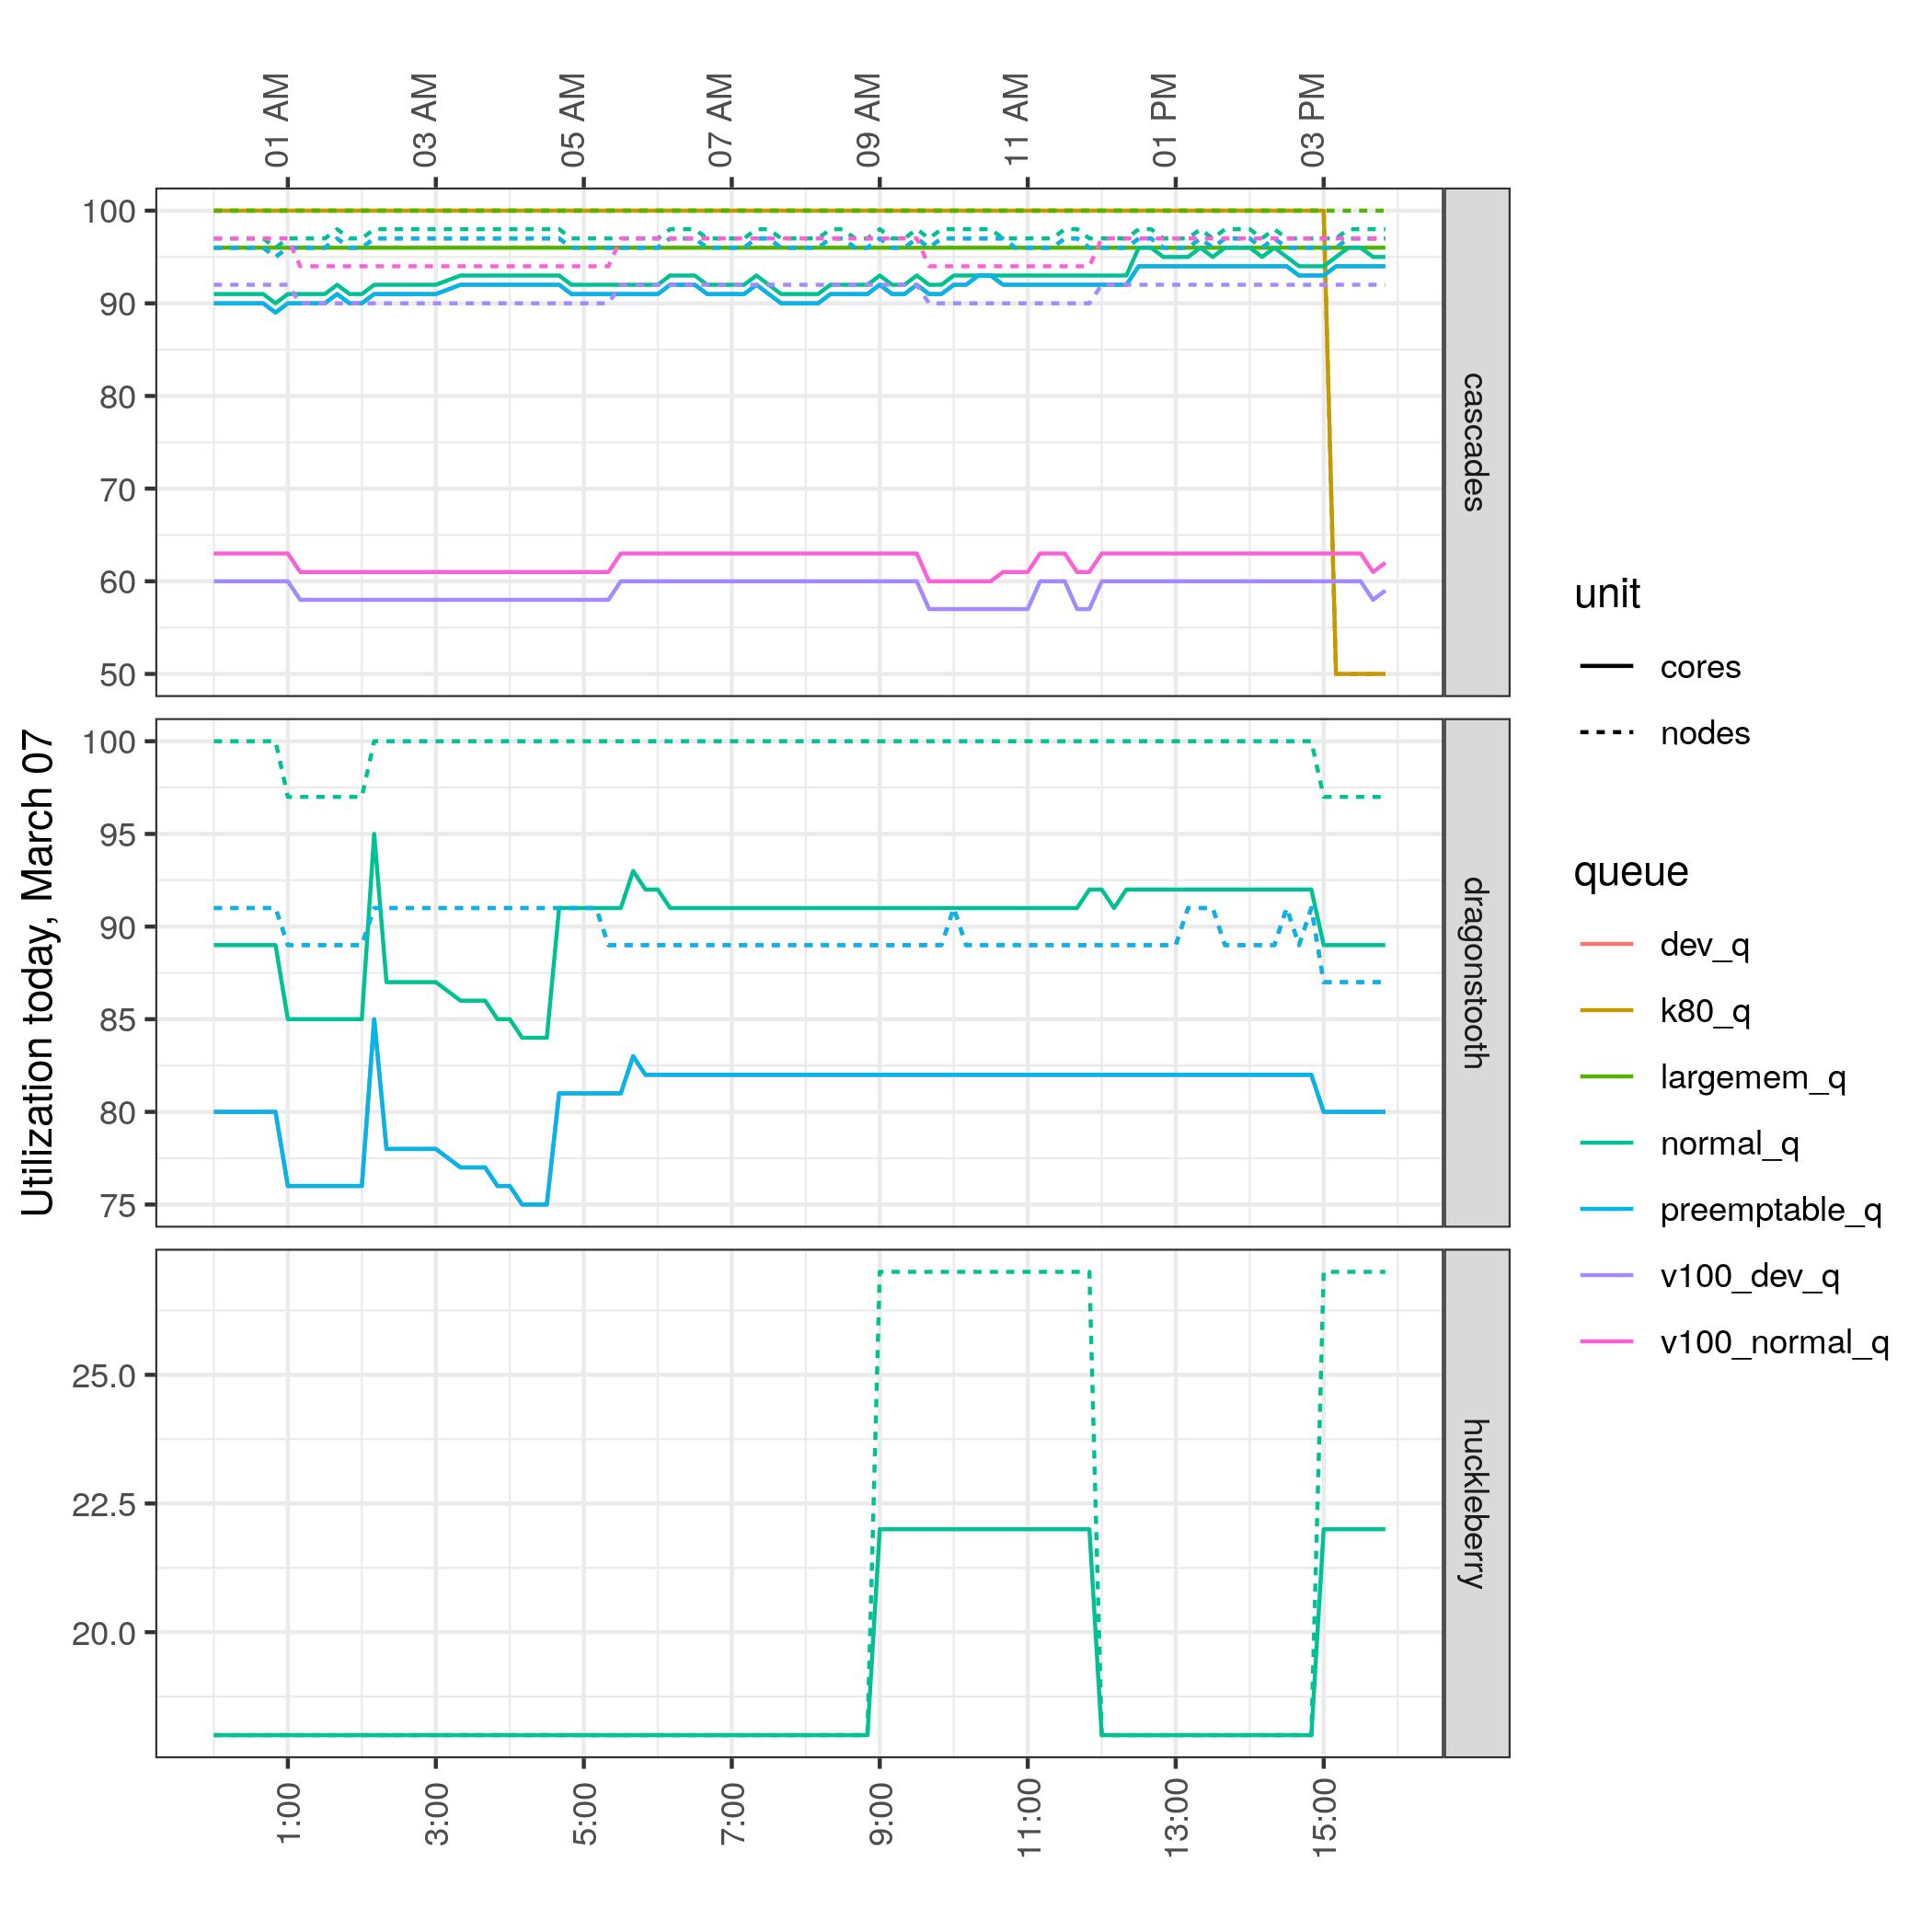 01 AM
03 AM
05 AM
07 AM
09 AM
11 AM
01 PM
03 PM
Utilization today, March 07
100
90
80
70
60
50
cascades
100
95
90
85
80
75
dragonstooth
25.0
22.5
20.0
huckleberry
1:00
3:00
5:00
7:00
9:00
11:00
13:00
15:00
unit
cores
nodes
queue
dev_q
k80_q
largemem_q
normal_q
preemptable_q
v100_dev_q
v100_normal_q